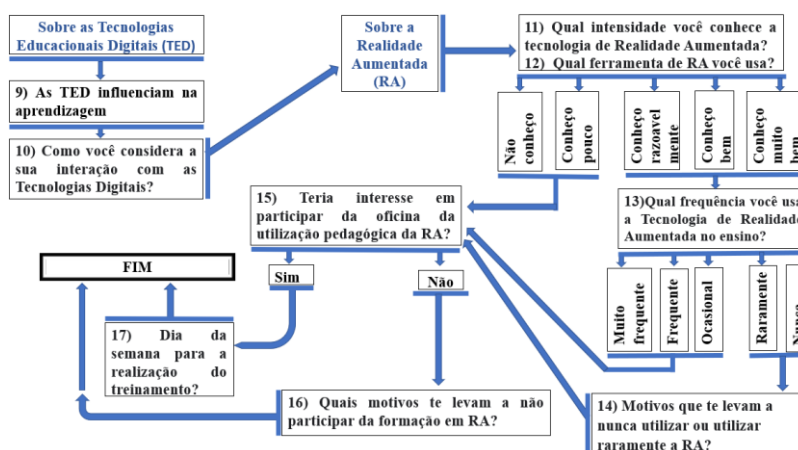 Sobre as Tecnologias
Educacionais Digitais (TED)
9) As TED influenciam na
aprendizagem
10) Como você considera a
sua interação com as
Tecnologias Digitais?
Sobre a
Realidade
Aumentada
(RA)
11) Qual intensidade você conhece a
tecnologia de Realidade Aumentada?
12) Qual ferramenta de RA você usa?
Não
conheço
Conheço
pouco
Conheço
razoavel
mente
Conheço
bem
Conheço
muito
bem
13)Qual frequência você usa
a Tecnologia de Realidade
Aumentada no ensino?
Muito
frequente
Frequente
Ocasional
Raramente
Nunca
14) Motivos que te levam a
nunca utilizar ou utilizar
raramente a RA?
15) Teria interesse em
participar da oficina da
utilização pedagógica da RA?
Sim
Não
16) Quais motivos te levam a não
participar da formação em RA?
17) Dia da
semana para a
realização do
treinamento?
FIM